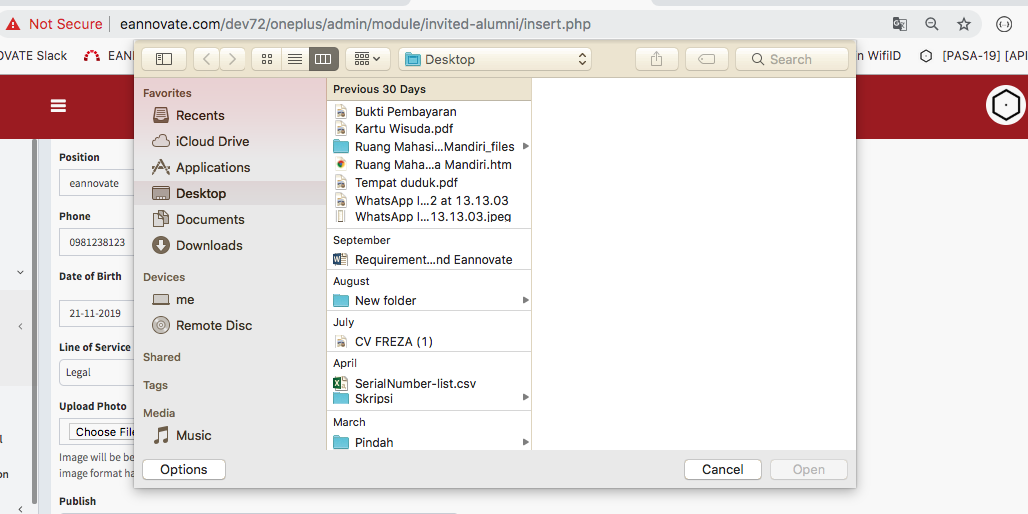 Not Secure | eannovate.com/dev72/oneplus/admin/module/invited-alumni/insert.php
OVATE Slack
EAN
n WifiID
[PASA-19] [API
Desktop
Search
Favorites
Recents
iCloud Drive
Applications
Desktop
Documents
Downloads
Devices
me
Remote Disc
Shared
Tags
Media
Music
Previous 30 Days
Bukti Pembayaran
Kartu Wisuda.pdf
Ruang Mahasi...Mandiri_files
Ruang Maha...a Mandiri.htm
Tempat duduk.pdf
WhatsApp I...2 at 13.13.03
WhatsApp I...13.13.03.jpeg
September
Requirement...nd Eannovate
August
New folder
July
CV FREZA (1)
April
SerialNumber-list.csv
Skripsi
March
Pindah
Options
Cancel
Open
Position
eannovate
Phone
0981238123
Date of Birth
21-11-2019
Line of Service
Legal
Upload Photo
Choose File
Image will be be
image format ha
Publish
l
on